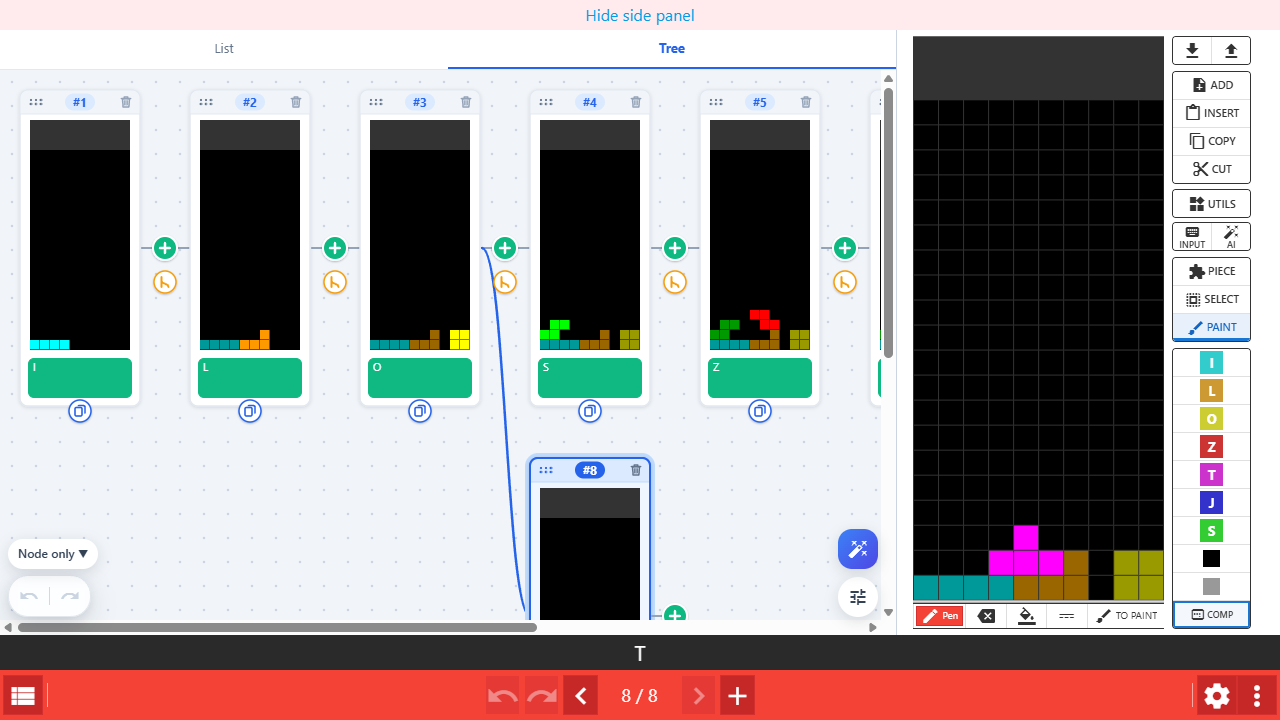 Hide side panel
List
Tree
#1
#2
#3
#4
#5
I
L
O
S
Z
#8
Node only
ADD
INSERT
COPY
CUT
UTILS
INPUT
AI
PIECE
SELECT
PAINT
I
L
O
Z
T
J
S
COMP
Pen
TO PAINT
T
8 / 8